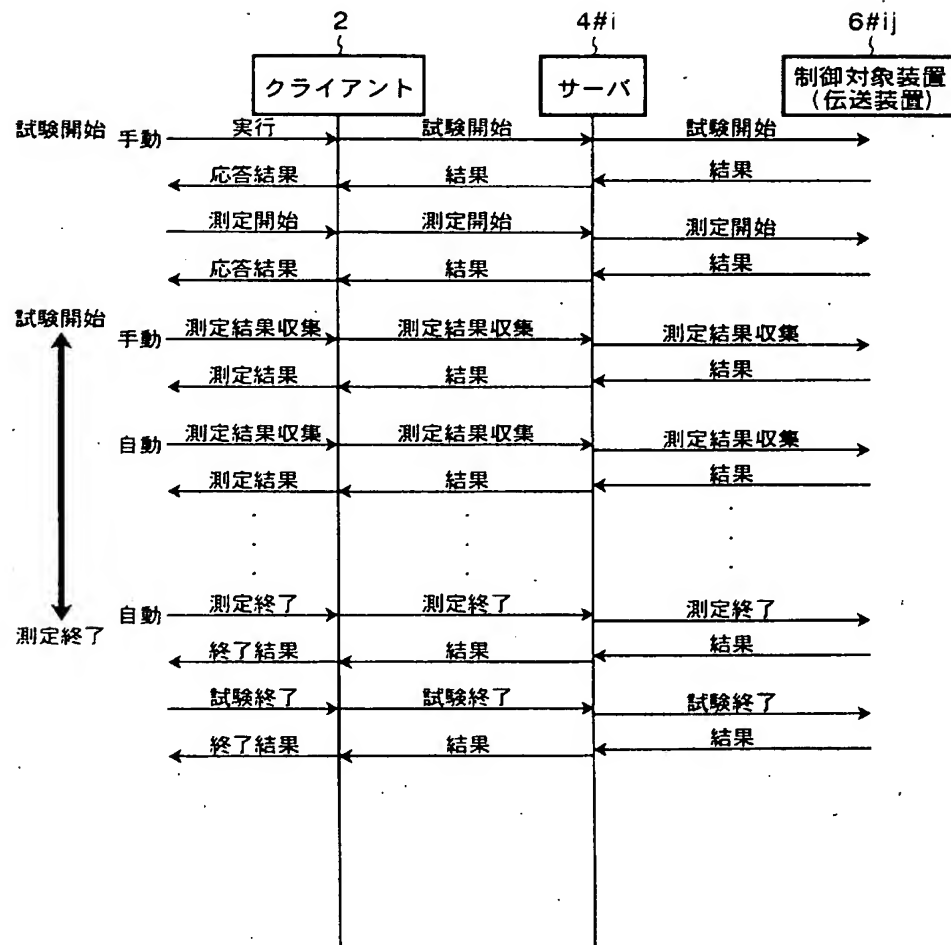 2
4#i
6#ij
クライアント
サーバ
制御対象装置
(伝送装置)
試験開始 手動 実行 試験開始 試験開始
応答結果 結果 結果
測定開始 測定開始 測定開始
応答結果 結果 結果
試験開始
手動 測定結果収集 測定結果収集 測定結果収集
測定結果 結果 結果
自動 測定結果収集 測定結果収集 測定結果収集
測定結果 結果 結果
自動 測定終了 測定終了 測定終了
測定終了
終了結果 結果 結果
試験終了 試験終了 試験終了
終了結果 結果 結果